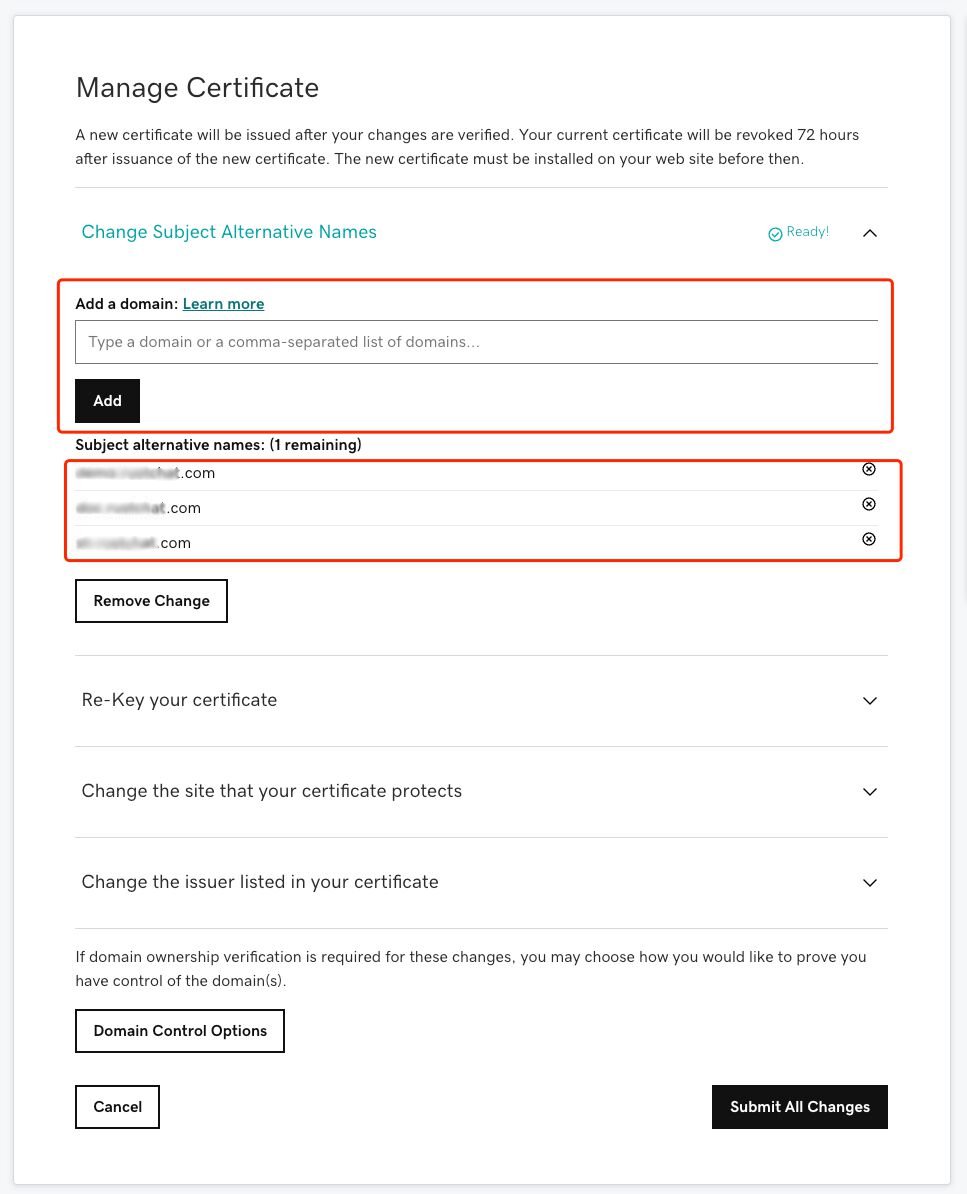 Manage Certificate
A new certificate will be issued after your changes are verified. Your current certificate will be revoked 72 hours
after issuance of the new certificate. The new certificate must be installed on your web site before then.
Change Subject Alternative Names
Ready!
Add a domain: Learn more
Type a domain or a comma-separated list of domains...
Add
Subject alternative names: (1 remaining)
.com
.com
.com
Remove Change
Re-Key your certificate
Change the site that your certificate protects
Change the issuer listed in your certificate
If domain ownership verification is required for these changes, you may choose how you would like to prove you
have control of the domain(s).
Domain Control Options
Cancel
Submit All Changes